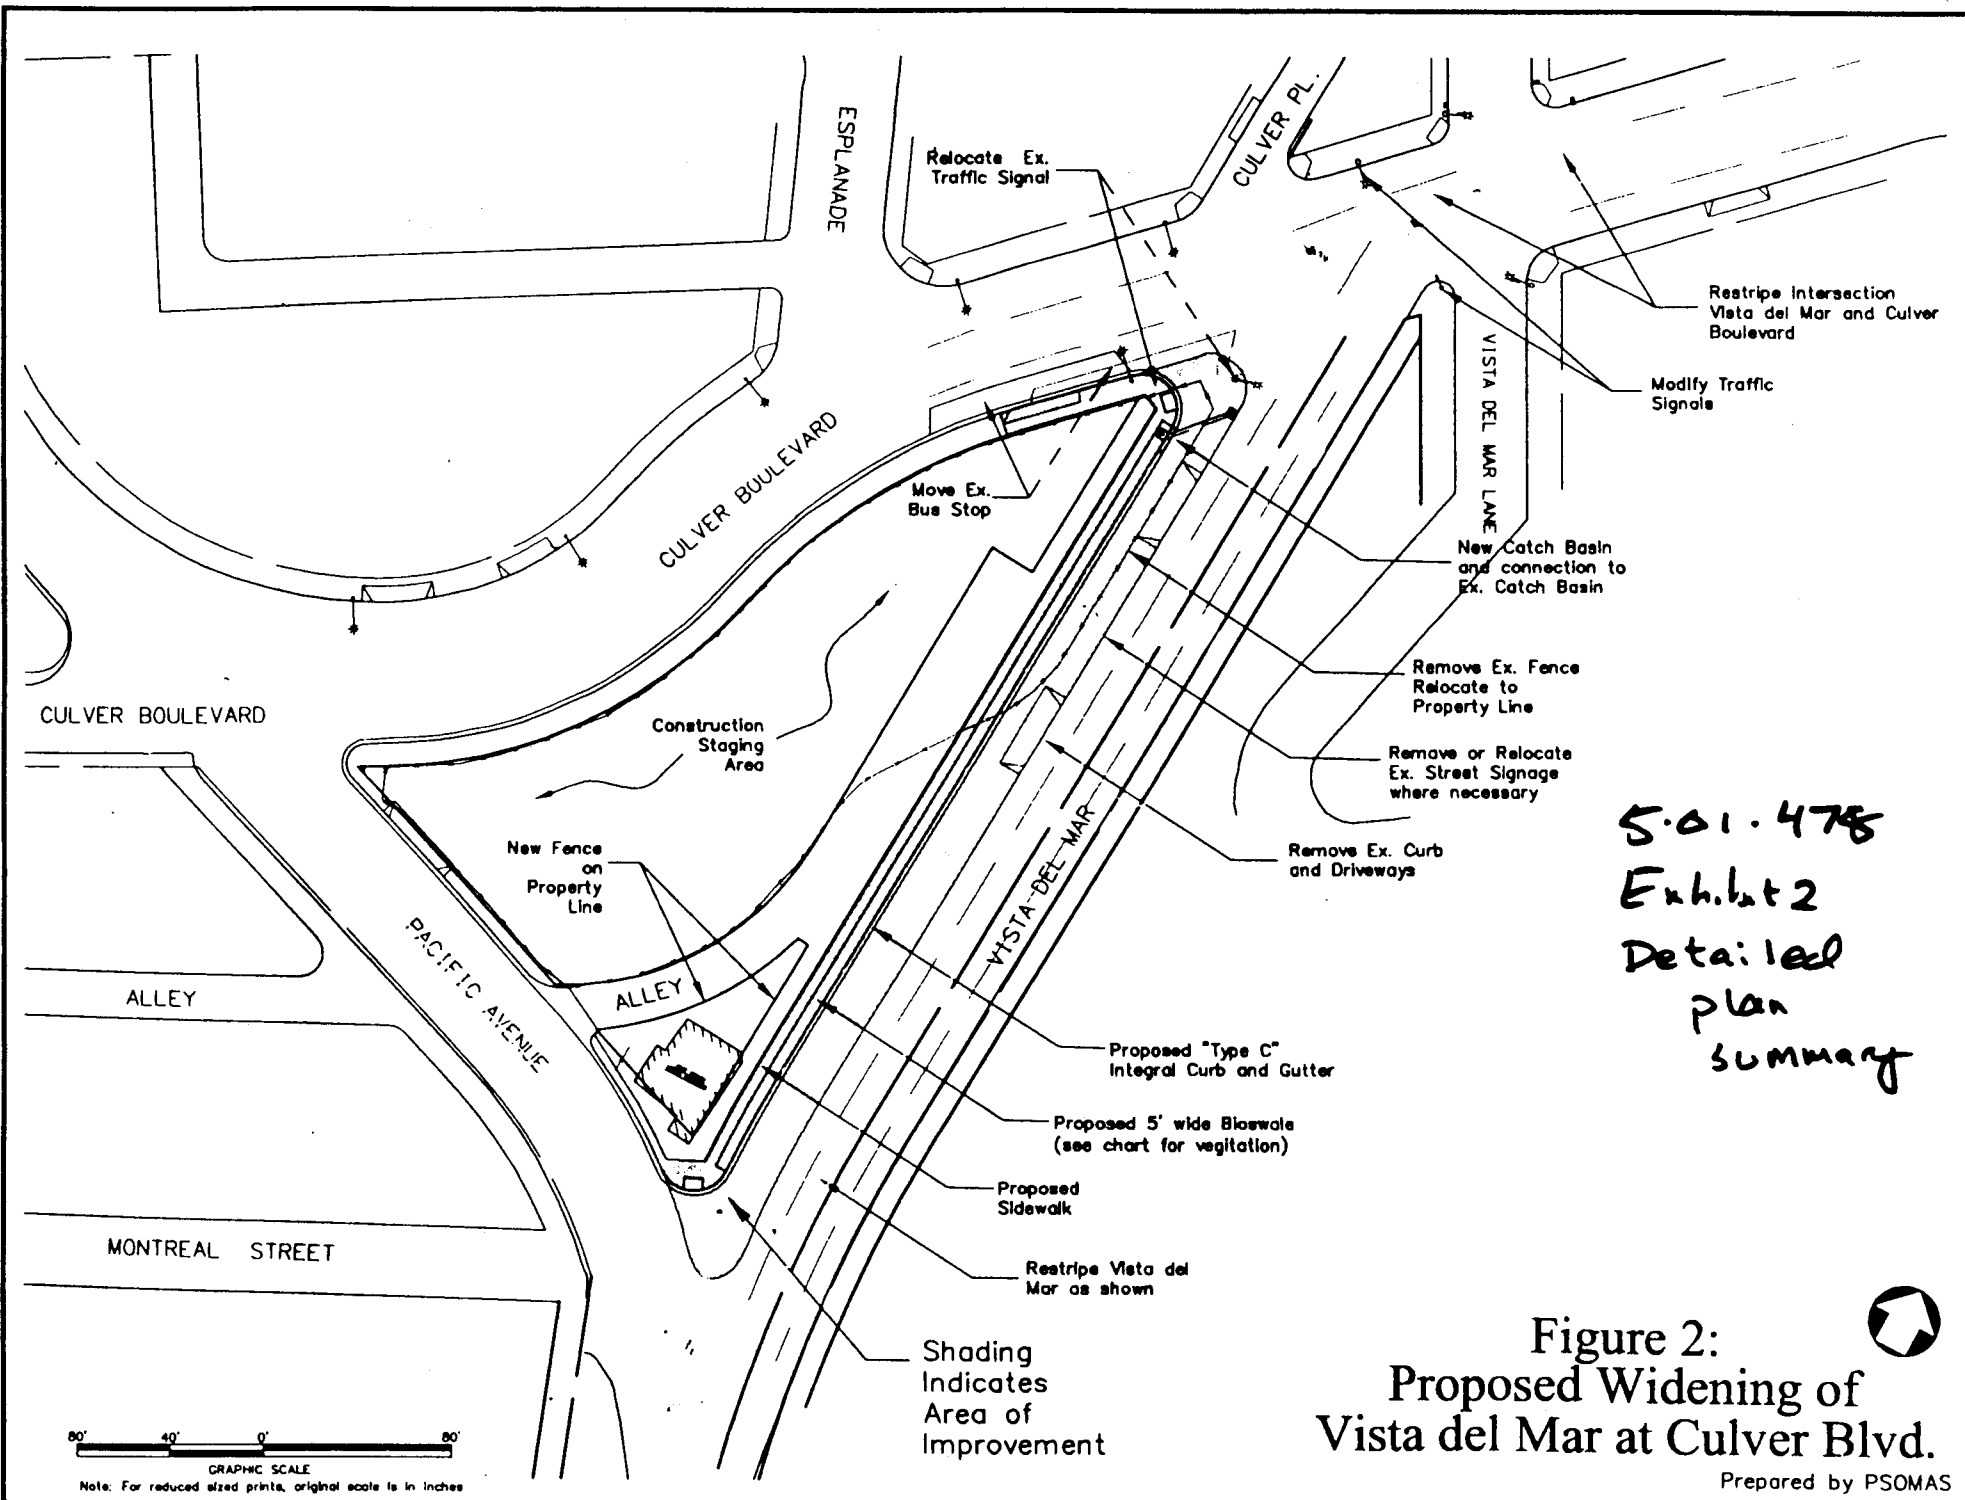 ESPLANADE
Relocate Ex.
Traffic Signal
CULVER PL.
Restripe Intersection
Vista del Mar and Culver
Boulevard
Modify Traffic
Signals
VISTA DEL MAR LANE
CULVER BOULEVARD
Move Ex.
Bus Stop
New Catch Basin
and connection to
Ex. Catch Basin
Remove Ex. Fence
Relocate to
Property Line
CULVER BOULEVARD
Construction
Staging
Area
Remove or Relocate
Ex. Street Signage
where necessary
Remove Ex. Curb
and Driveways
New Fence
on
Property
Line
VISTA DEL MAR
5.01.478
Exhibit 2
Detailed
plan
summary
PACIFIC AVENUE
ALLEY
ALLEY
Proposed "Type C"
Integral Curb and Gutter
Proposed 5' wide Bioswale
(see chart for vegitation)
Proposed
Sidewalk
MONTREAL STREET
Restripe Vista del
Mar as shown
Shading
Indicates
Area of
Improvement
Figure 2:
Proposed Widening of
Vista del Mar at Culver Blvd.
Prepared by PSOMAS
80' 40' 0' 80'
GRAPHIC SCALE
Note: For reduced sized prints, original scale is in inches